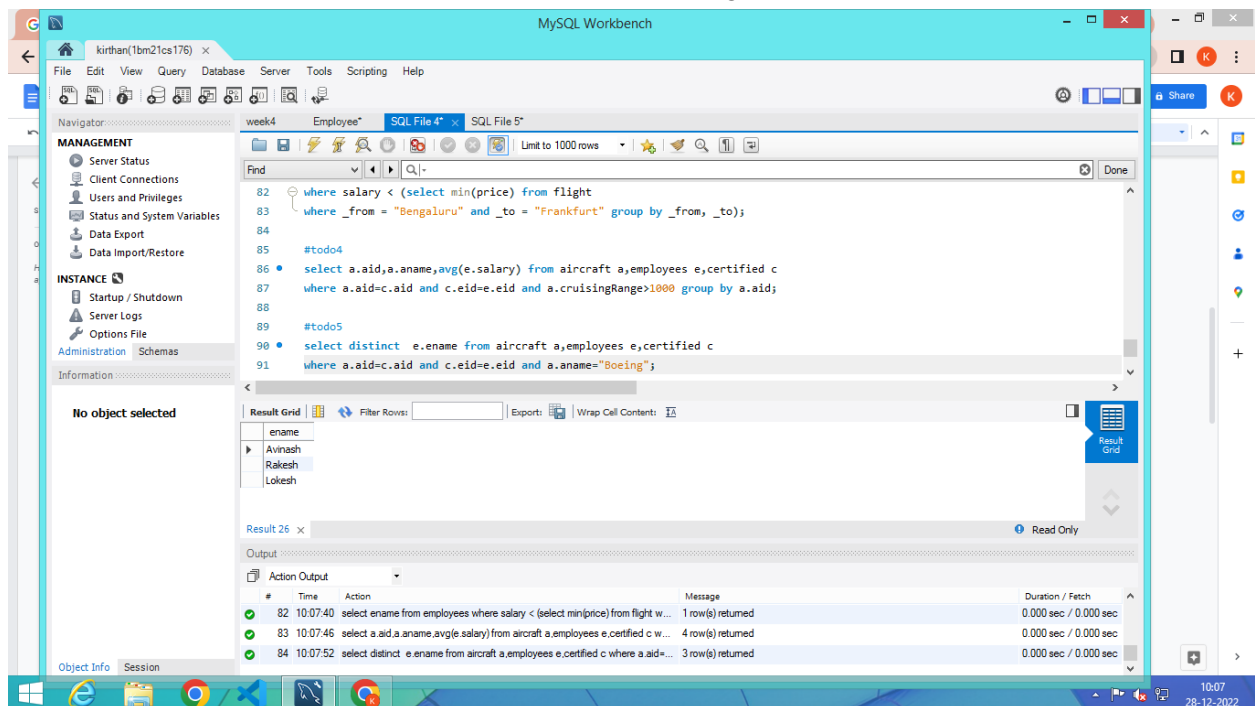 MySQL Workbench
kirthan(1bm21cs176) ×
File Edit View Query Database Server Tools Scripting Help
Share
K
Navigator
week4 Employee* SQL File 4* × SQL File 5*
MANAGEMENT
Server Status
Client Connections
Users and Privileges
Status and System Variables
Data Export
Data Import/Restore
INSTANCE
Startup / Shutdown
Server Logs
Options File
Administration Schemas
Information
No object selected
Object Info Session
Limit to 1000 rows
Find Done
82 where salary < (select min(price) from flight
83 where _from = "Bengaluru" and _to = "Frankfurt" group by _from, _to);
84
85 #todo4
86 select a.aid,a.aname,avg(e.salary) from aircraft a,employees e,certified c
87 where a.aid=c.aid and c.eid=e.eid and a.cruisingRange>1000 group by a.aid;
88
89 #todo5
90 select distinct e.ename from aircraft a,employees e,certified c
91 where a.aid=c.aid and c.eid=e.eid and a.aname="Boeing";
Result Grid Filter Rows: Export: Wrap Cell Content:
ename
Avinash
Rakesh
Lokesh
Result Grid
Result 26 × Read Only
Output
Action Output
# Time Action Message Duration / Fetch
82 10:07:40 select ename from employees where salary < (select min(price) from flight w... 1 row(s) returned 0.000 sec / 0.000 sec
83 10:07:46 select a.aid,a.aname,avg(e.salary) from aircraft a,employees e,certified c w... 4 row(s) returned 0.000 sec / 0.000 sec
84 10:07:52 select distinct e.ename from aircraft a,employees e,certified c where a.aid=... 3 row(s) returned 0.000 sec / 0.000 sec
10:07
28-12-2022